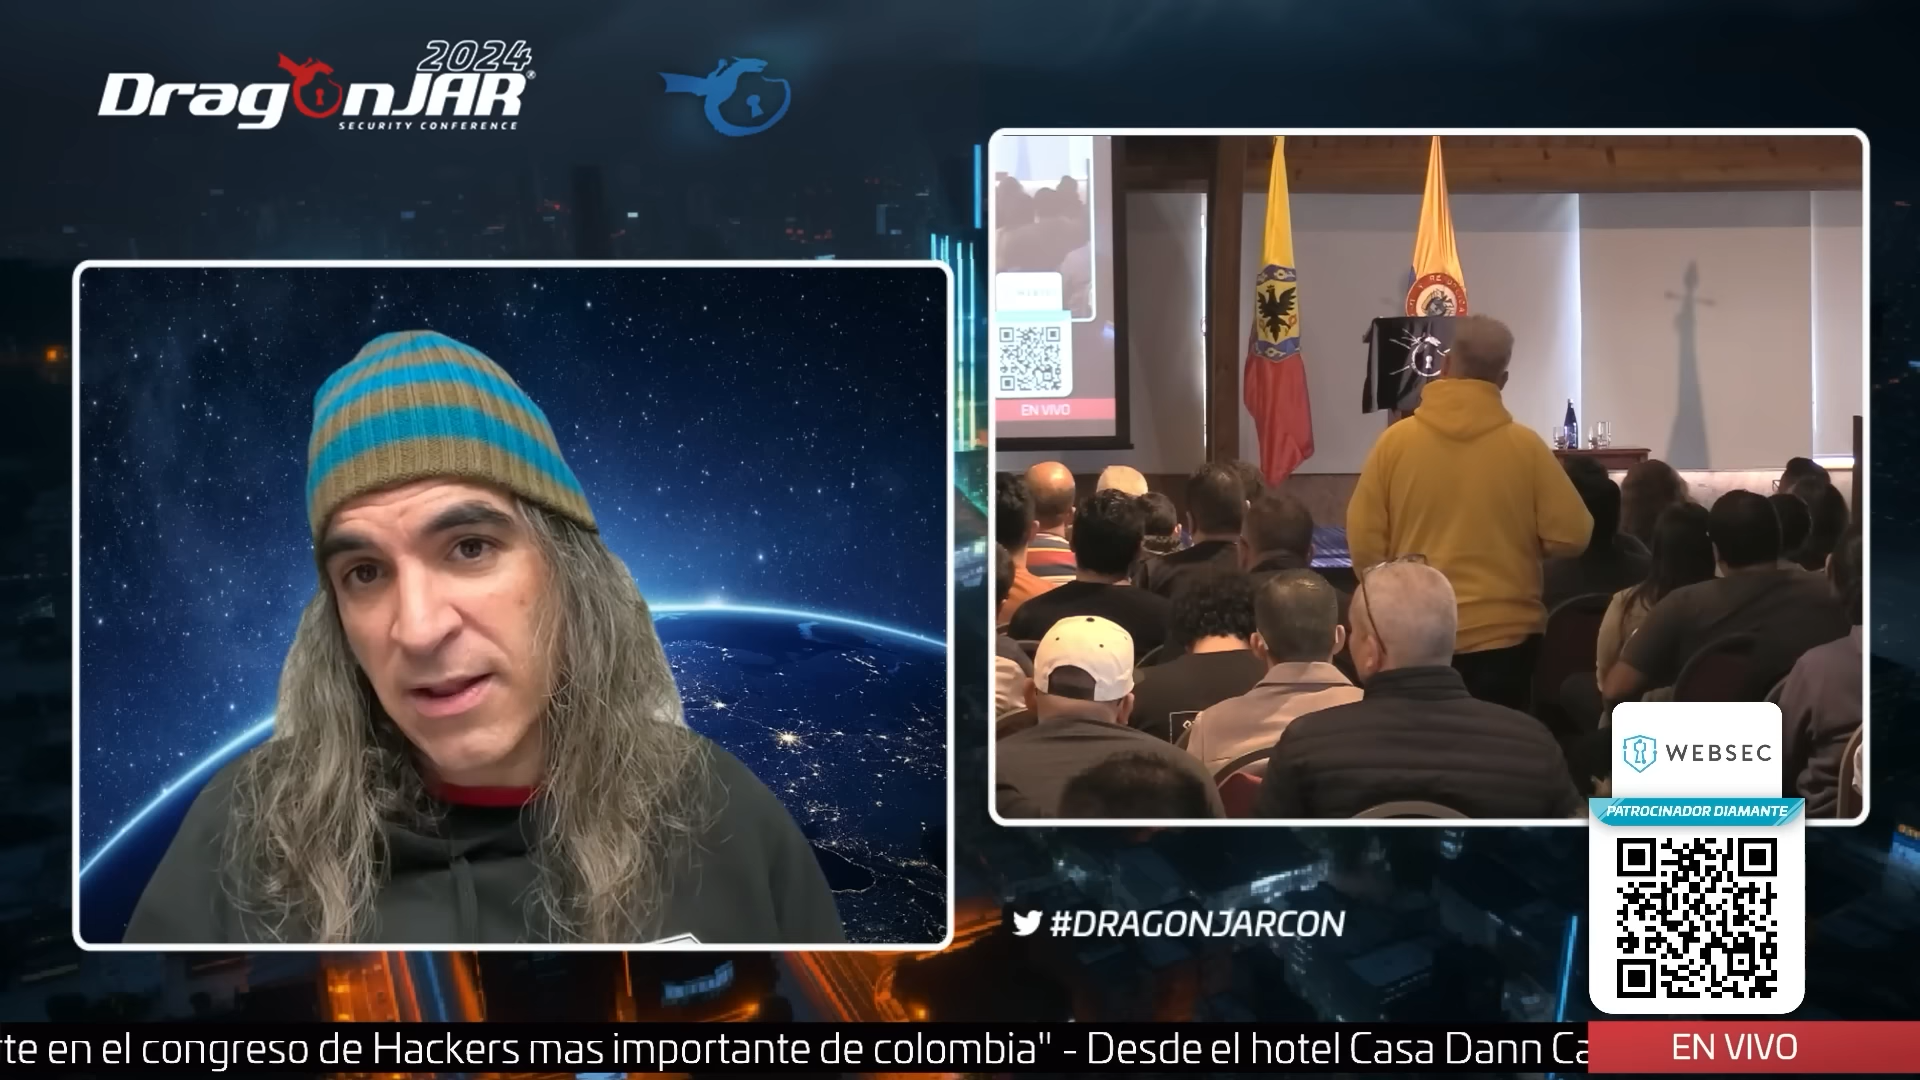 2024
DragonJAR®
SECURITY CONFERENCE
EN VIVO
WEBSEC
PATROCINADOR DIAMANTE
#DRAGONJARCON
rte en el congreso de Hackers mas importante de colombia" - Desde el hotel Casa Dann Ca
EN VIVO